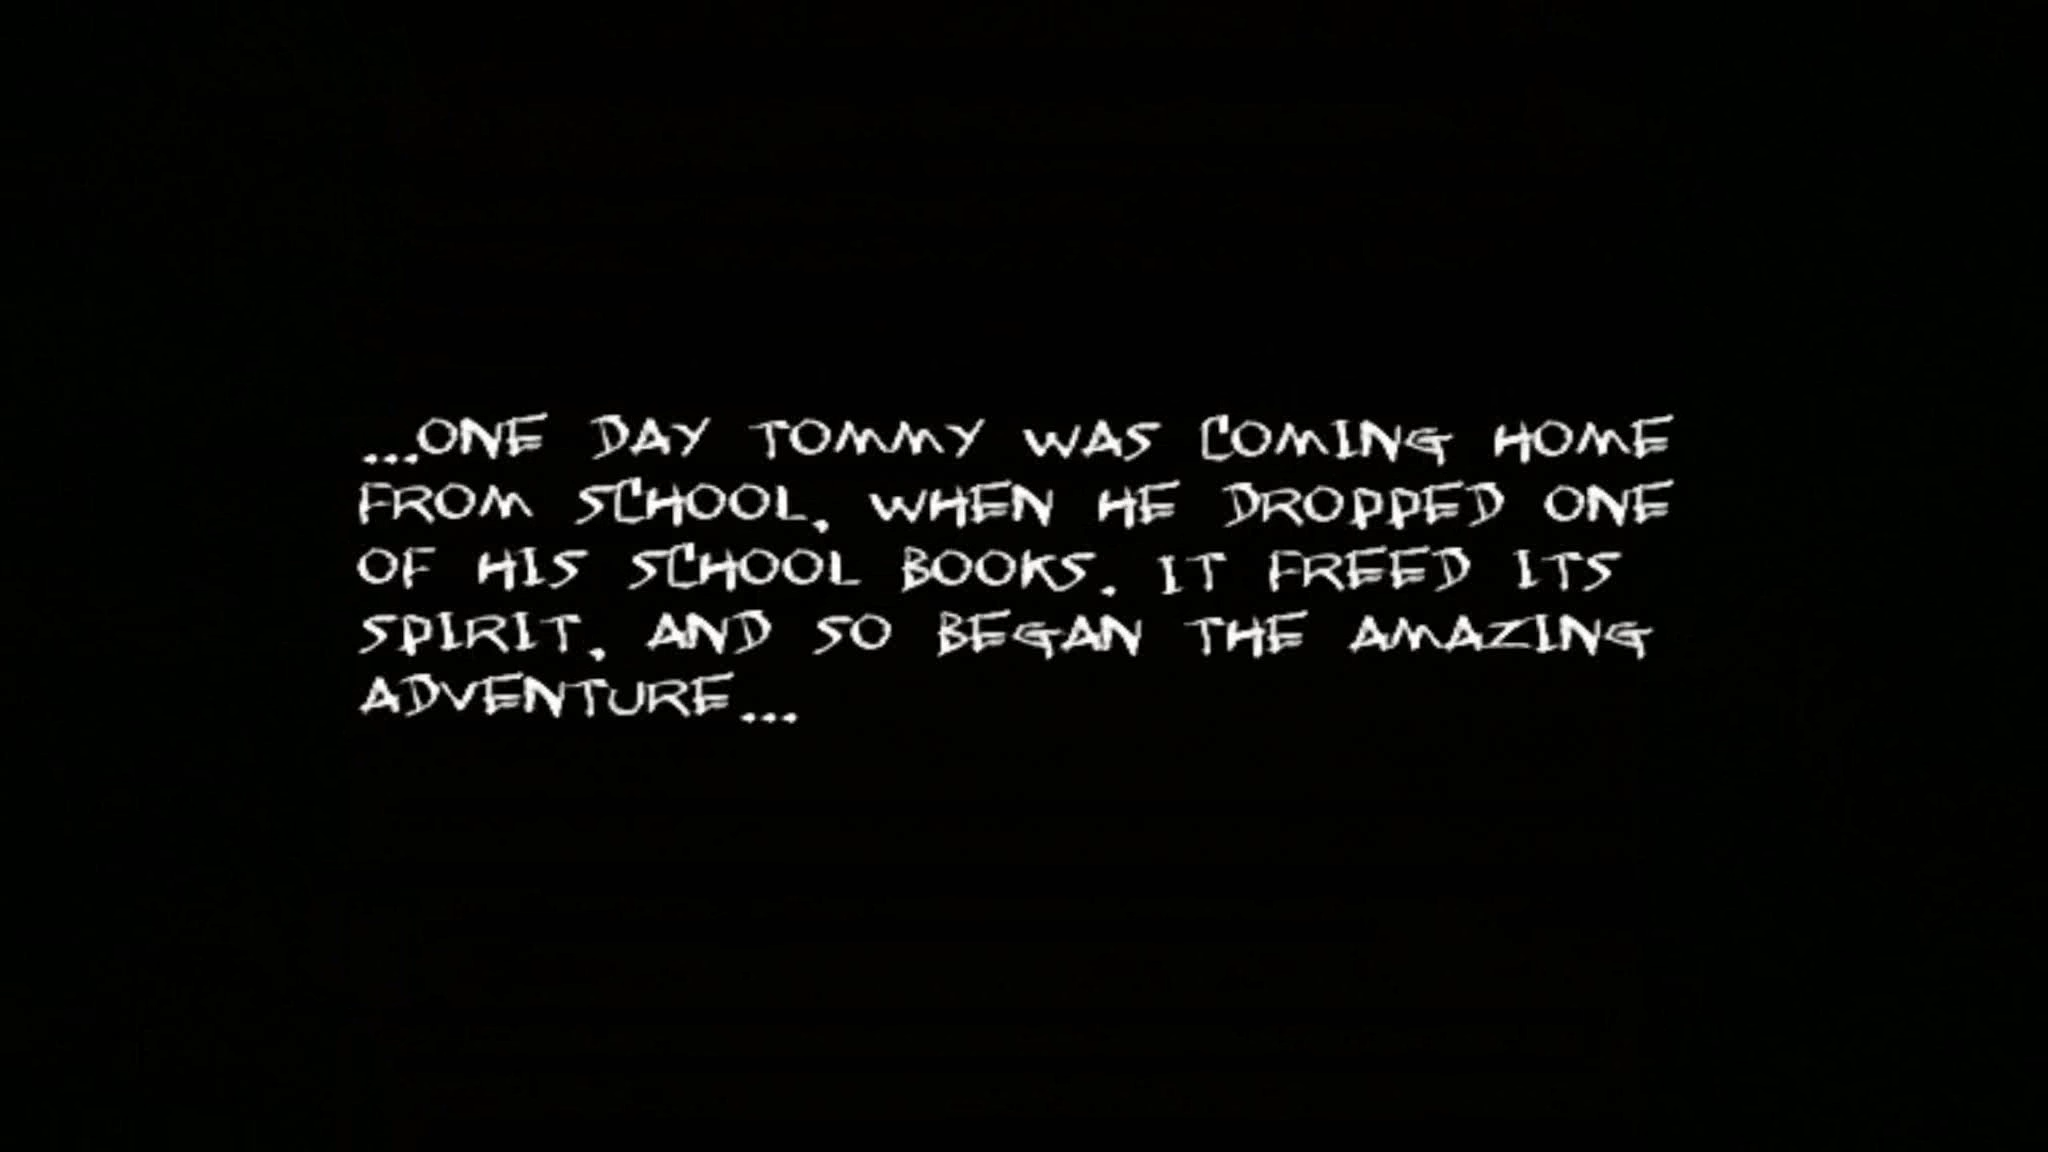 ...ONE DAY TOMMY WAS COMING HOME
FROM SCHOOL, WHEN HE DROPPED ONE
OF HIS SCHOOL BOOKS. IT FREED ITS
SPIRIT, AND SO BEGAN THE AMAZING
ADVENTURE...